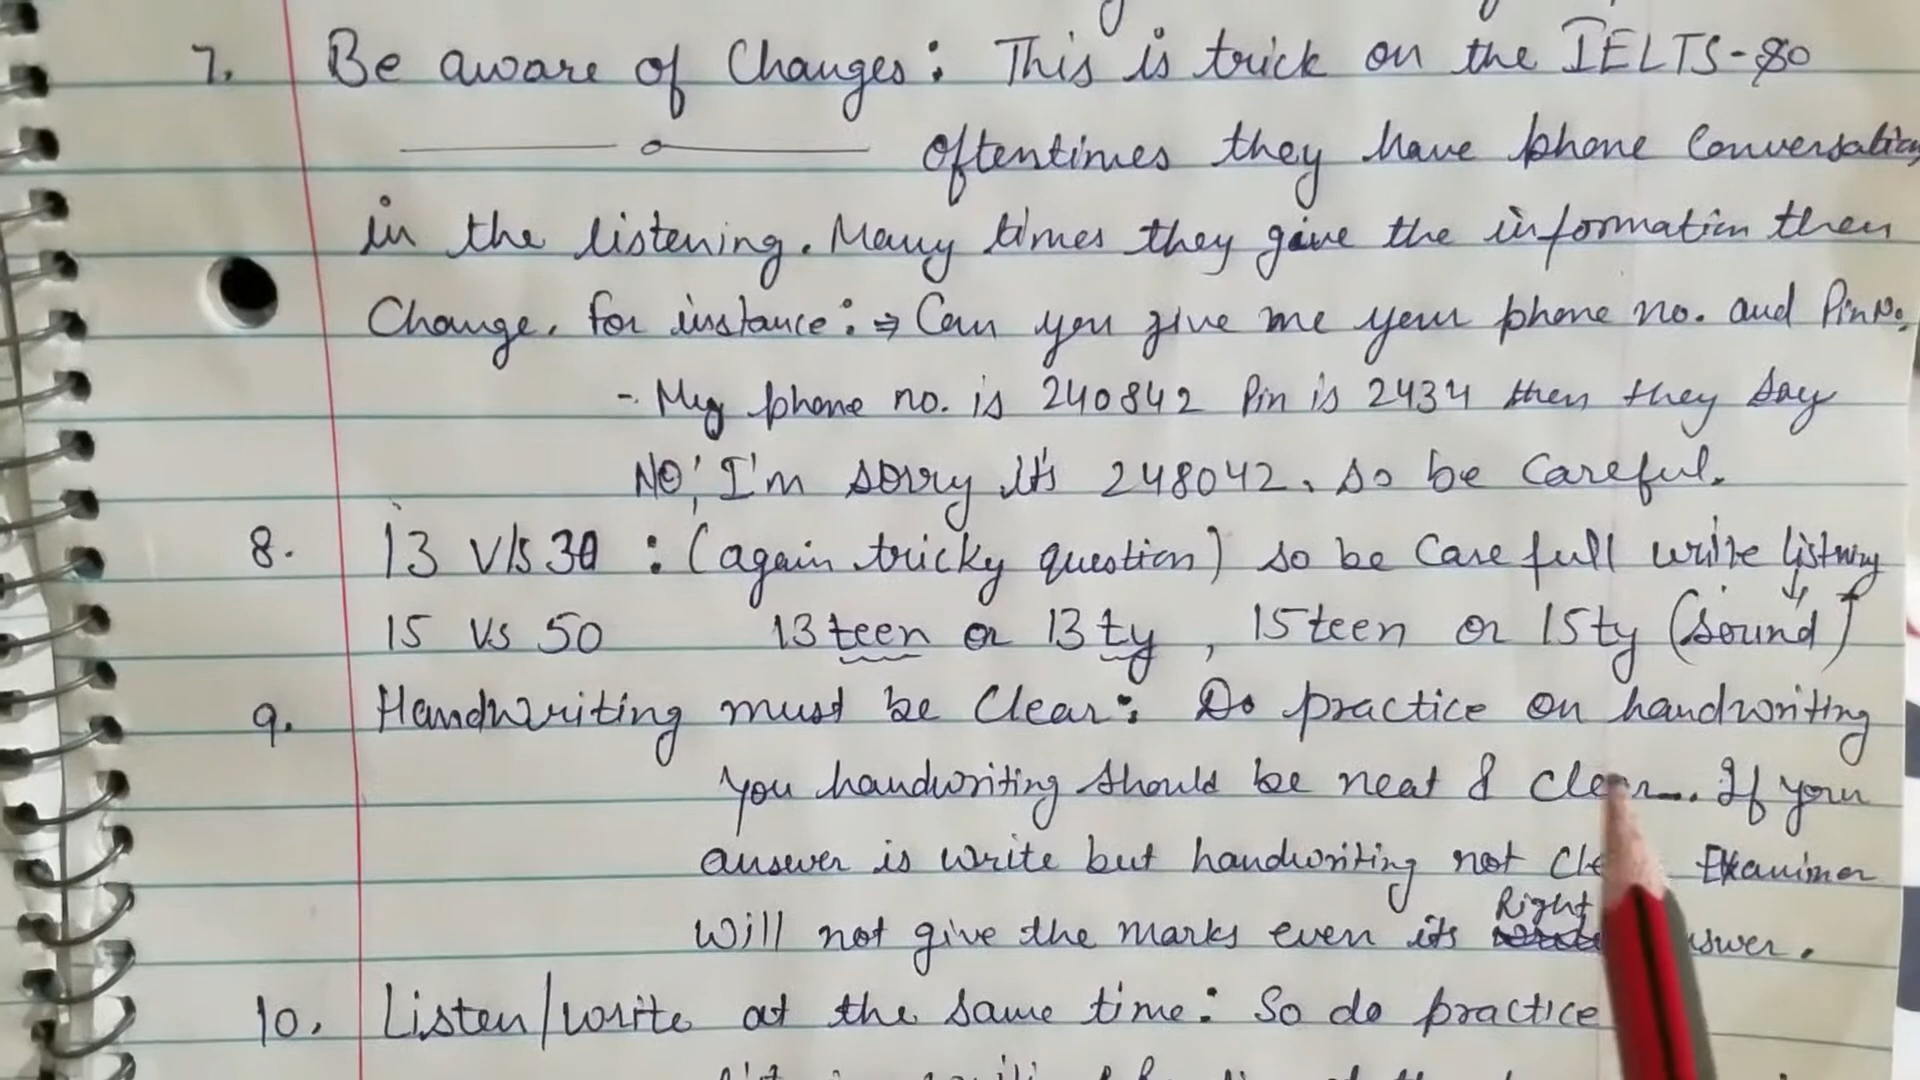 7. Be aware of Changes: This is trick on the IELTS-so
oftentimes they have phone Conversation
in the listening. Many times they give the information then
Change. for instance: ⇒ Can you give me your phone no. and Pin No.
- My phone no. is 240842 Pin is 2434 then they say
NO! I'm sorry it's 248042. so be Careful.
8. 13 V/s 30 : (again tricky question) so be Care full write listning
15 Vs 50 13teen or 13ty, 15teen or 15ty (sound)
9. Handwriting must be Clear: Do practice on handwriting
you handwriting should be neat & clear... If your
answer is write but handwriting not Examiner
will not give the marks even its Right
10. Listen/write at the same time: So do practice